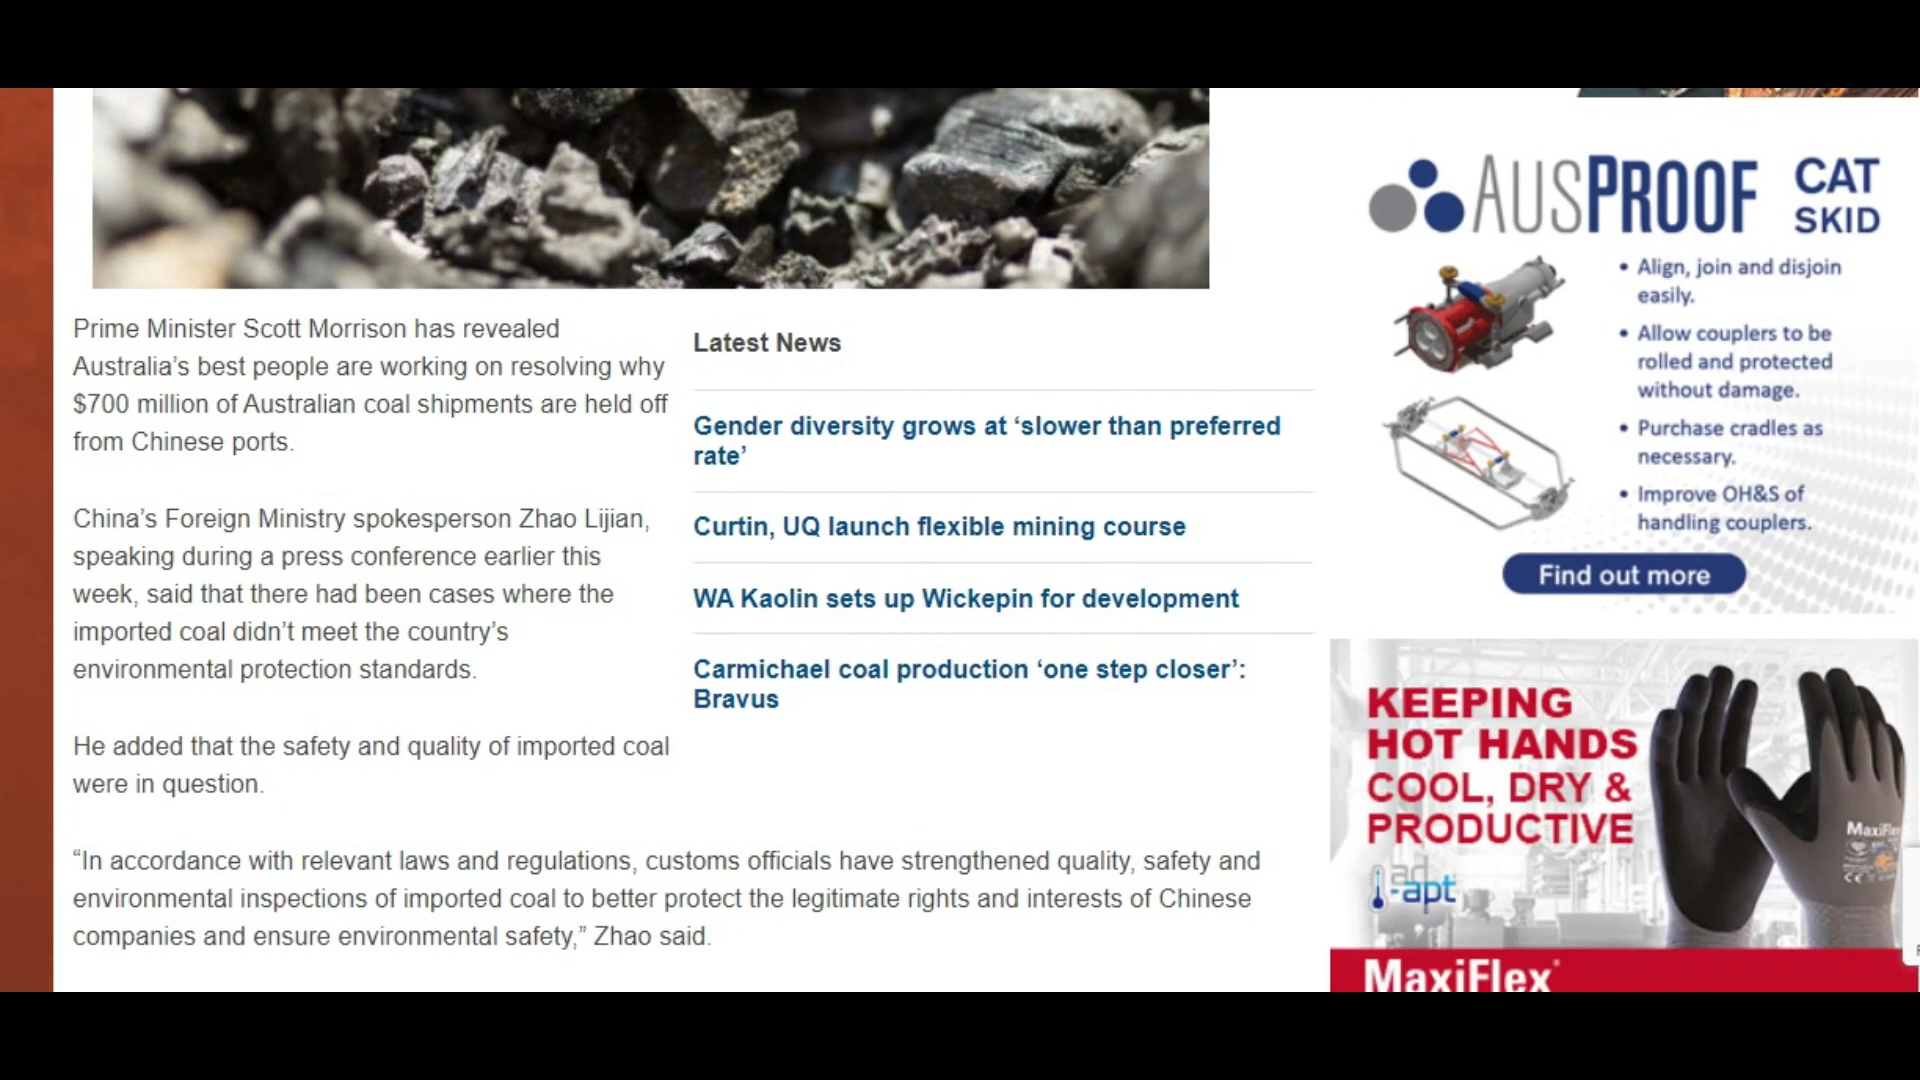 Prime Minister Scott Morrison has revealed
Australia’s best people are working on resolving why
$700 million of Australian coal shipments are held off
from Chinese ports.
China’s Foreign Ministry spokesperson Zhao Lijian,
speaking during a press conference earlier this
week, said that there had been cases where the
imported coal didn’t meet the country’s
environmental protection standards.
He added that the safety and quality of imported coal
were in question.
“In accordance with relevant laws and regulations, customs officials have strengthened quality, safety and
environmental inspections of imported coal to better protect the legitimate rights and interests of Chinese
companies and ensure environmental safety,” Zhao said.
Latest News
Gender diversity grows at ‘slower than preferred
rate’
Curtin, UQ launch flexible mining course
WA Kaolin sets up Wickepin for development
Carmichael coal production ‘one step closer’:
Bravus
AUSPROOF CAT
SKID
• Align, join and disjoin
easily.
• Allow couplers to be
rolled and protected
without damage.
• Purchase cradles as
necessary.
• Improve OH&S of
handling couplers.
Find out more
KEEPING
HOT HANDS
COOL, DRY &
PRODUCTIVE
ad
-apt
MaxiFlex
MaxiFlex®